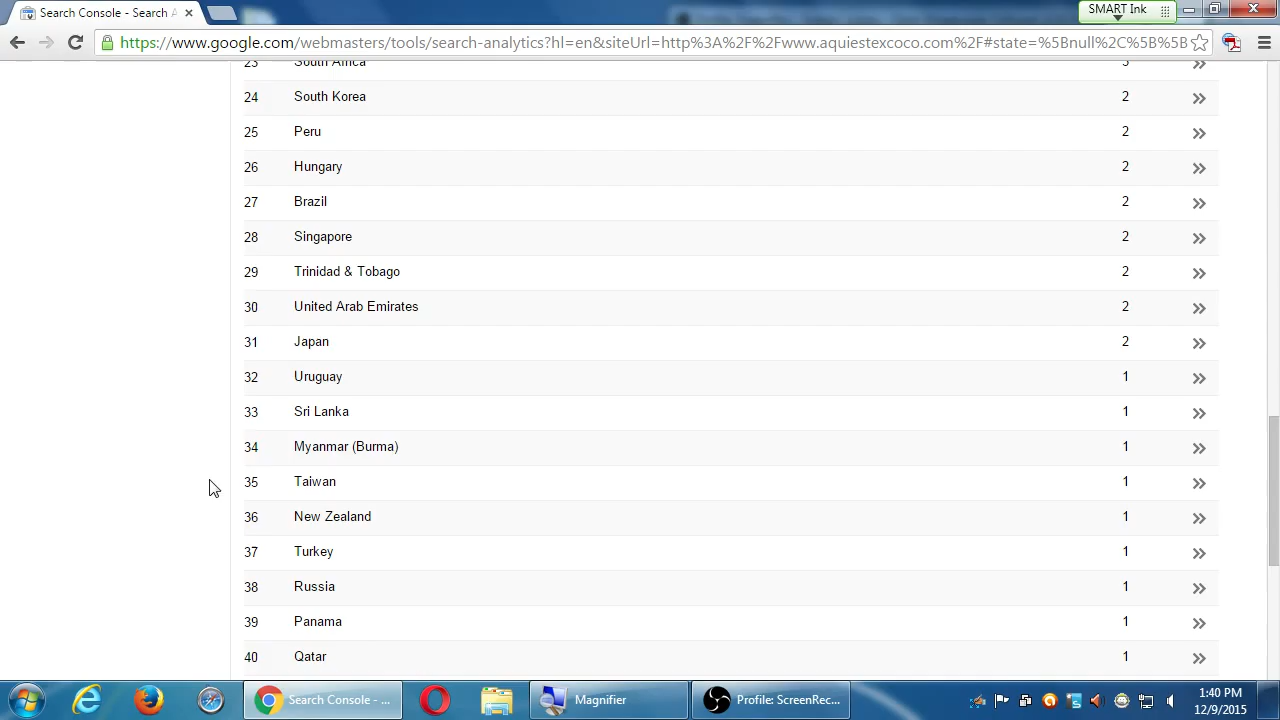 Search Console - Search A
SMART Ink
https://www.google.com/webmasters/tools/search-analytics?hl=en&siteUrl=http%3A%2F%2Fwww.aquiestexcoco.com%2F#state=%5Bnull%2C%5B%5B
23 South Africa
24 South Korea 2
25 Peru 2
26 Hungary 2
27 Brazil 2
28 Singapore 2
29 Trinidad & Tobago 2
30 United Arab Emirates 2
31 Japan 2
32 Uruguay 1
33 Sri Lanka 1
34 Myanmar (Burma) 1
35 Taiwan 1
36 New Zealand 1
37 Turkey 1
38 Russia 1
39 Panama 1
40 Qatar 1
Search Console - ...
Magnifier
Profile: ScreenRec...
1:40 PM
12/9/2015